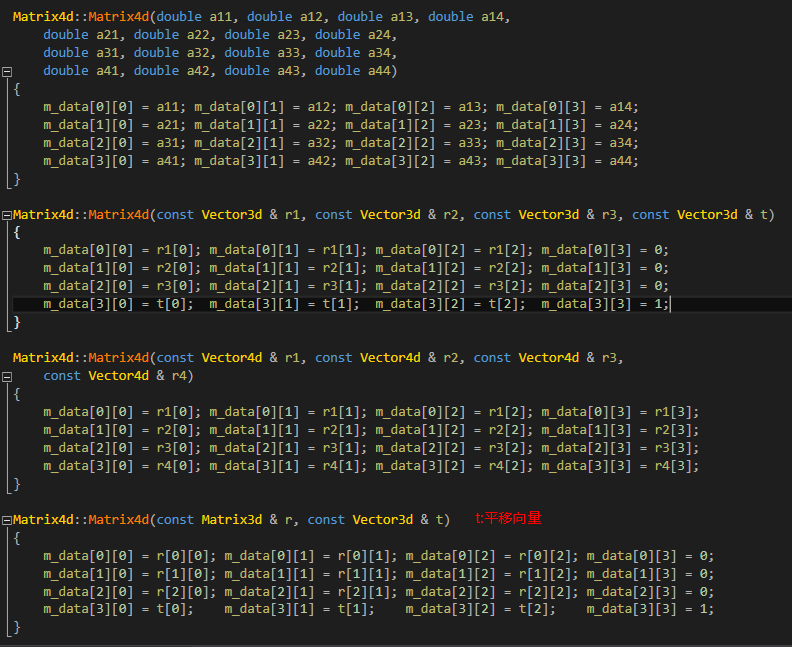 Matrix4d::Matrix4d(double a11, double a12, double a13, double a14,
double a21, double a22, double a23, double a24,
double a31, double a32, double a33, double a34,
double a41, double a42, double a43, double a44)
{
m_data[0][0] = a11; m_data[0][1] = a12; m_data[0][2] = a13; m_data[0][3] = a14;
m_data[1][0] = a21; m_data[1][1] = a22; m_data[1][2] = a23; m_data[1][3] = a24;
m_data[2][0] = a31; m_data[2][1] = a32; m_data[2][2] = a33; m_data[2][3] = a34;
m_data[3][0] = a41; m_data[3][1] = a42; m_data[3][2] = a43; m_data[3][3] = a44;
}
Matrix4d::Matrix4d(const Vector3d & r1, const Vector3d & r2, const Vector3d & r3, const Vector3d & t)
{
m_data[0][0] = r1[0]; m_data[0][1] = r1[1]; m_data[0][2] = r1[2]; m_data[0][3] = 0;
m_data[1][0] = r2[0]; m_data[1][1] = r2[1]; m_data[1][2] = r2[2]; m_data[1][3] = 0;
m_data[2][0] = r3[0]; m_data[2][1] = r3[1]; m_data[2][2] = r3[2]; m_data[2][3] = 0;
m_data[3][0] = t[0];  m_data[3][1] = t[1];  m_data[3][2] = t[2];  m_data[3][3] = 1;
}
Matrix4d::Matrix4d(const Vector4d & r1, const Vector4d & r2, const Vector4d & r3,
const Vector4d & r4)
{
m_data[0][0] = r1[0]; m_data[0][1] = r1[1]; m_data[0][2] = r1[2]; m_data[0][3] = r1[3];
m_data[1][0] = r2[0]; m_data[1][1] = r2[1]; m_data[1][2] = r2[2]; m_data[1][3] = r2[3];
m_data[2][0] = r3[0]; m_data[2][1] = r3[1]; m_data[2][2] = r3[2]; m_data[2][3] = r3[3];
m_data[3][0] = r4[0]; m_data[3][1] = r4[1]; m_data[3][2] = r4[2]; m_data[3][3] = r4[3];
}
Matrix4d::Matrix4d(const Matrix3d & r, const Vector3d & t) t:平移向量
{
m_data[0][0] = r[0][0]; m_data[0][1] = r[0][1]; m_data[0][2] = r[0][2]; m_data[0][3] = 0;
m_data[1][0] = r[1][0]; m_data[1][1] = r[1][1]; m_data[1][2] = r[1][2]; m_data[1][3] = 0;
m_data[2][0] = r[2][0]; m_data[2][1] = r[2][1]; m_data[2][2] = r[2][2]; m_data[2][3] = 0;
m_data[3][0] = t[0];    m_data[3][1] = t[1];    m_data[3][2] = t[2];    m_data[3][3] = 1;
}